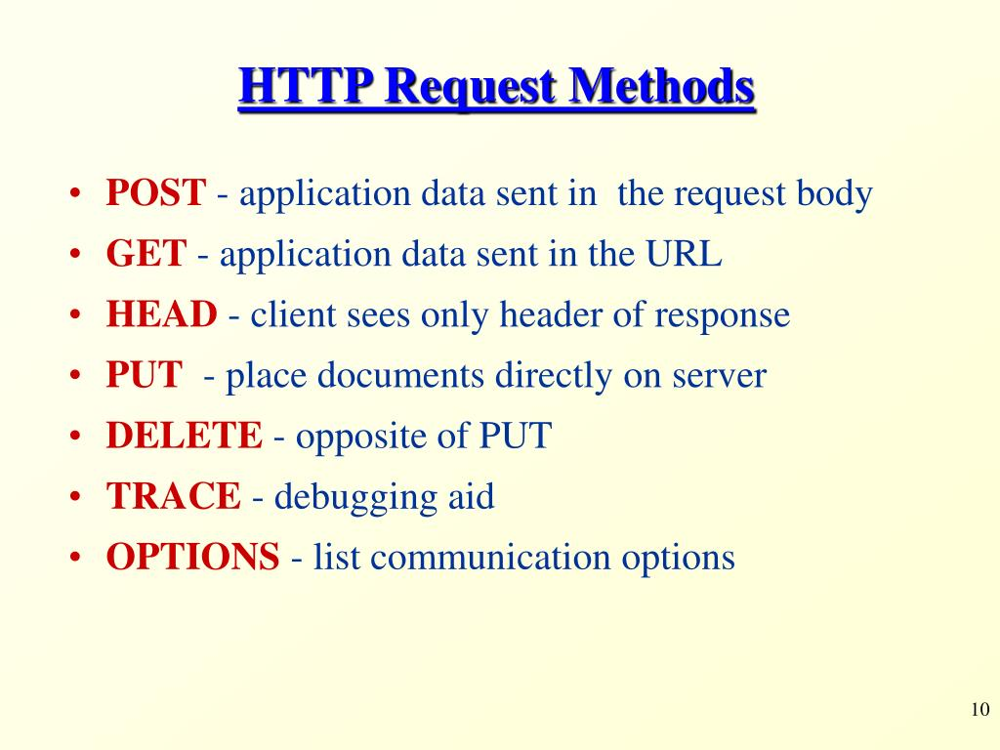 HTTP Request Methods
• POST - application data sent in  the request body
• GET - application data sent in the URL
• HEAD - client sees only header of response
• PUT  - place documents directly on server
• DELETE - opposite of PUT
• TRACE - debugging aid
• OPTIONS - list communication options
10